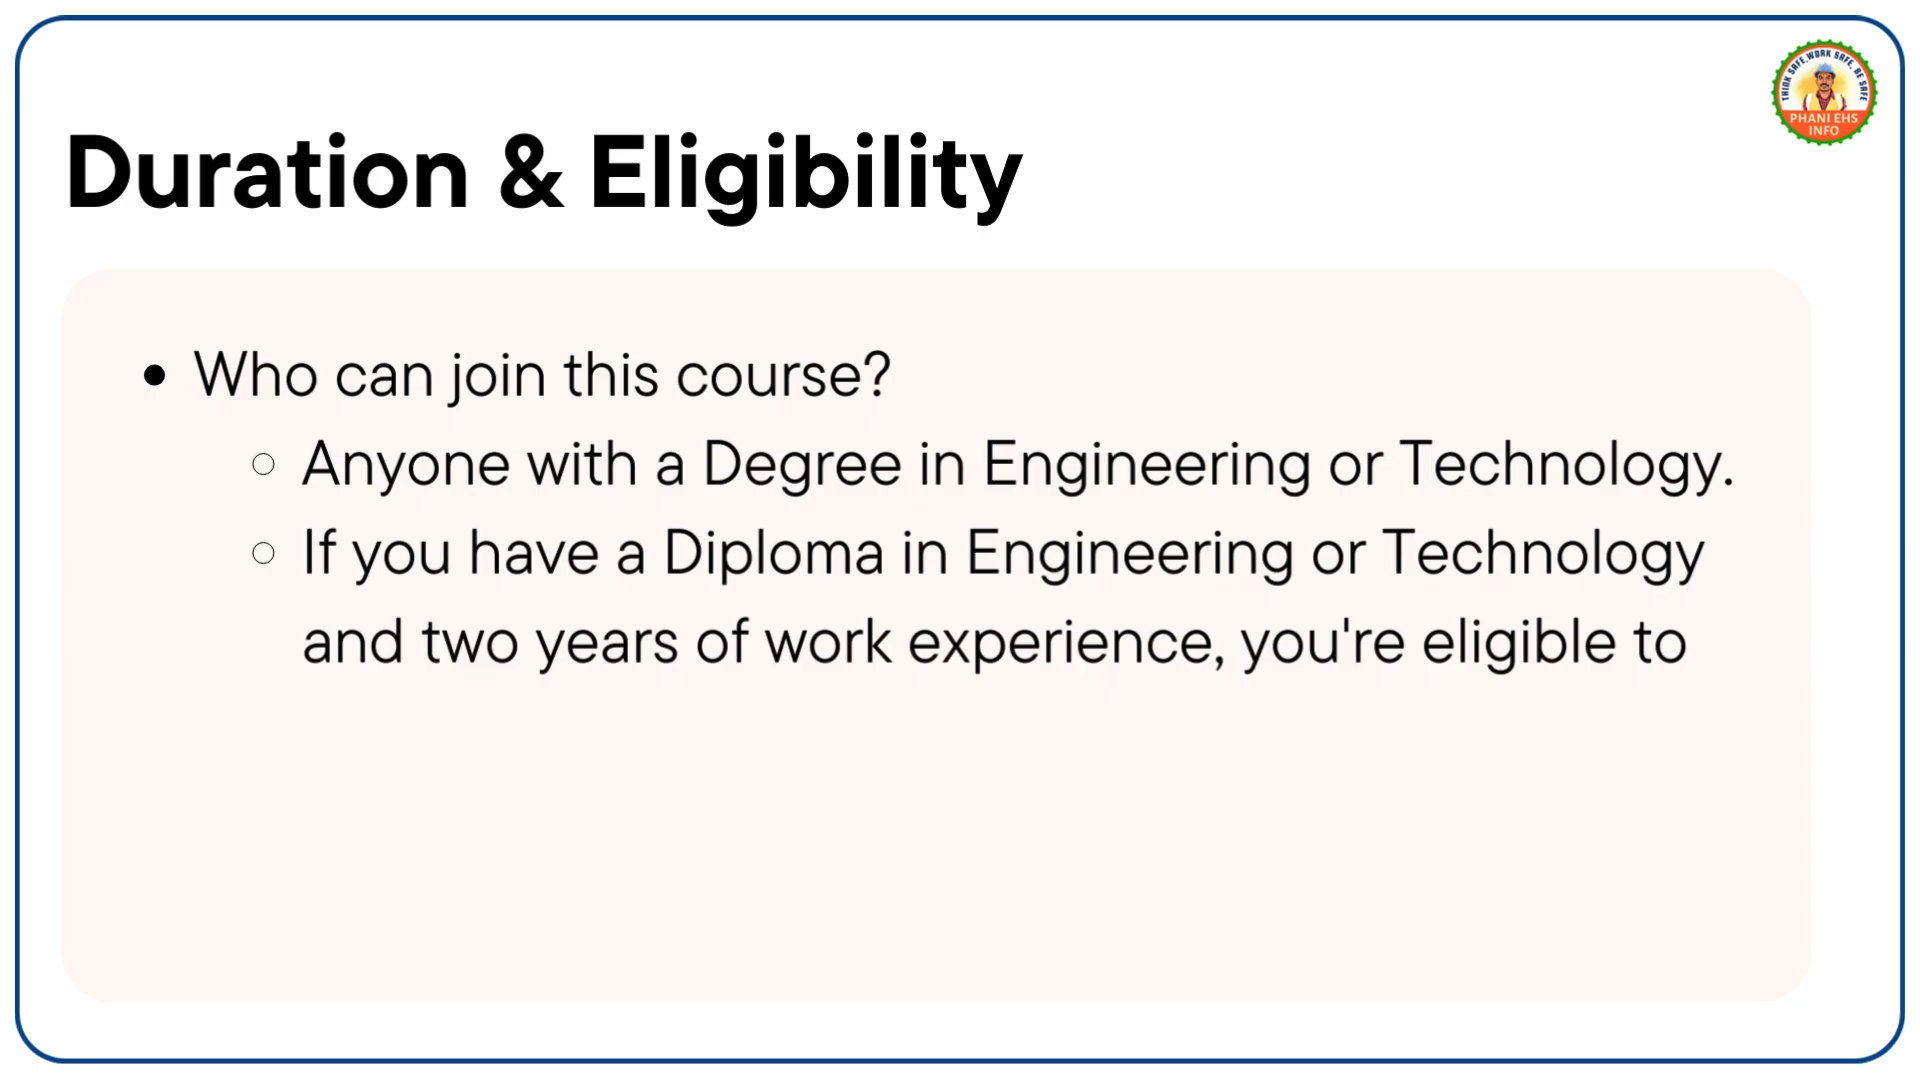 THINK SAFE, WORK SAFE, BE SAFE
PHANI EHS
INFO
Duration & Eligibility
• Who can join this course?
○ Anyone with a Degree in Engineering or Technology.
○ If you have a Diploma in Engineering or Technology
and two years of work experience, you're eligible to